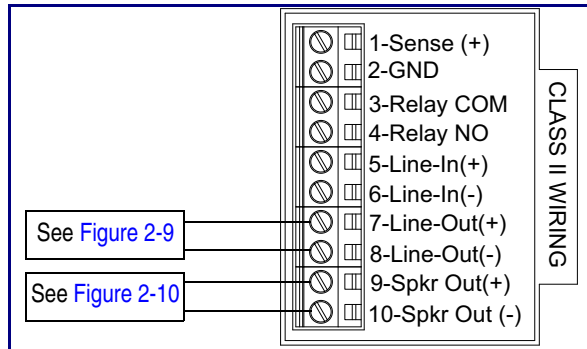 1-Sense (+)
2-GND
3-Relay COM
4-Relay NO
5-Line-In(+)
6-Line-In(-)
7-Line-Out(+)
8-Line-Out(-)
9-Spkr Out(+)
10-Spkr Out (-)
CLASS II WIRING
See Figure 2-9
See Figure 2-10